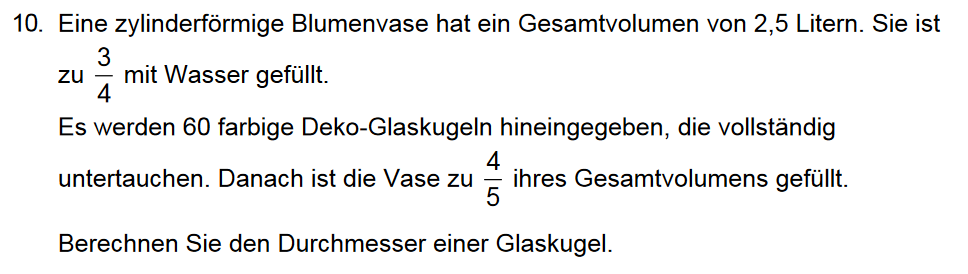 10. Eine zylinderförmige Blumenvase hat ein Gesamtvolumen von 2,5 Litern. Sie ist
zu 3/4 mit Wasser gefüllt.
Es werden 60 farbige Deko-Glaskugeln hineingegeben, die vollständig
untertauchen. Danach ist die Vase zu 4/5 ihres Gesamtvolumens gefüllt.
Berechnen Sie den Durchmesser einer Glaskugel.